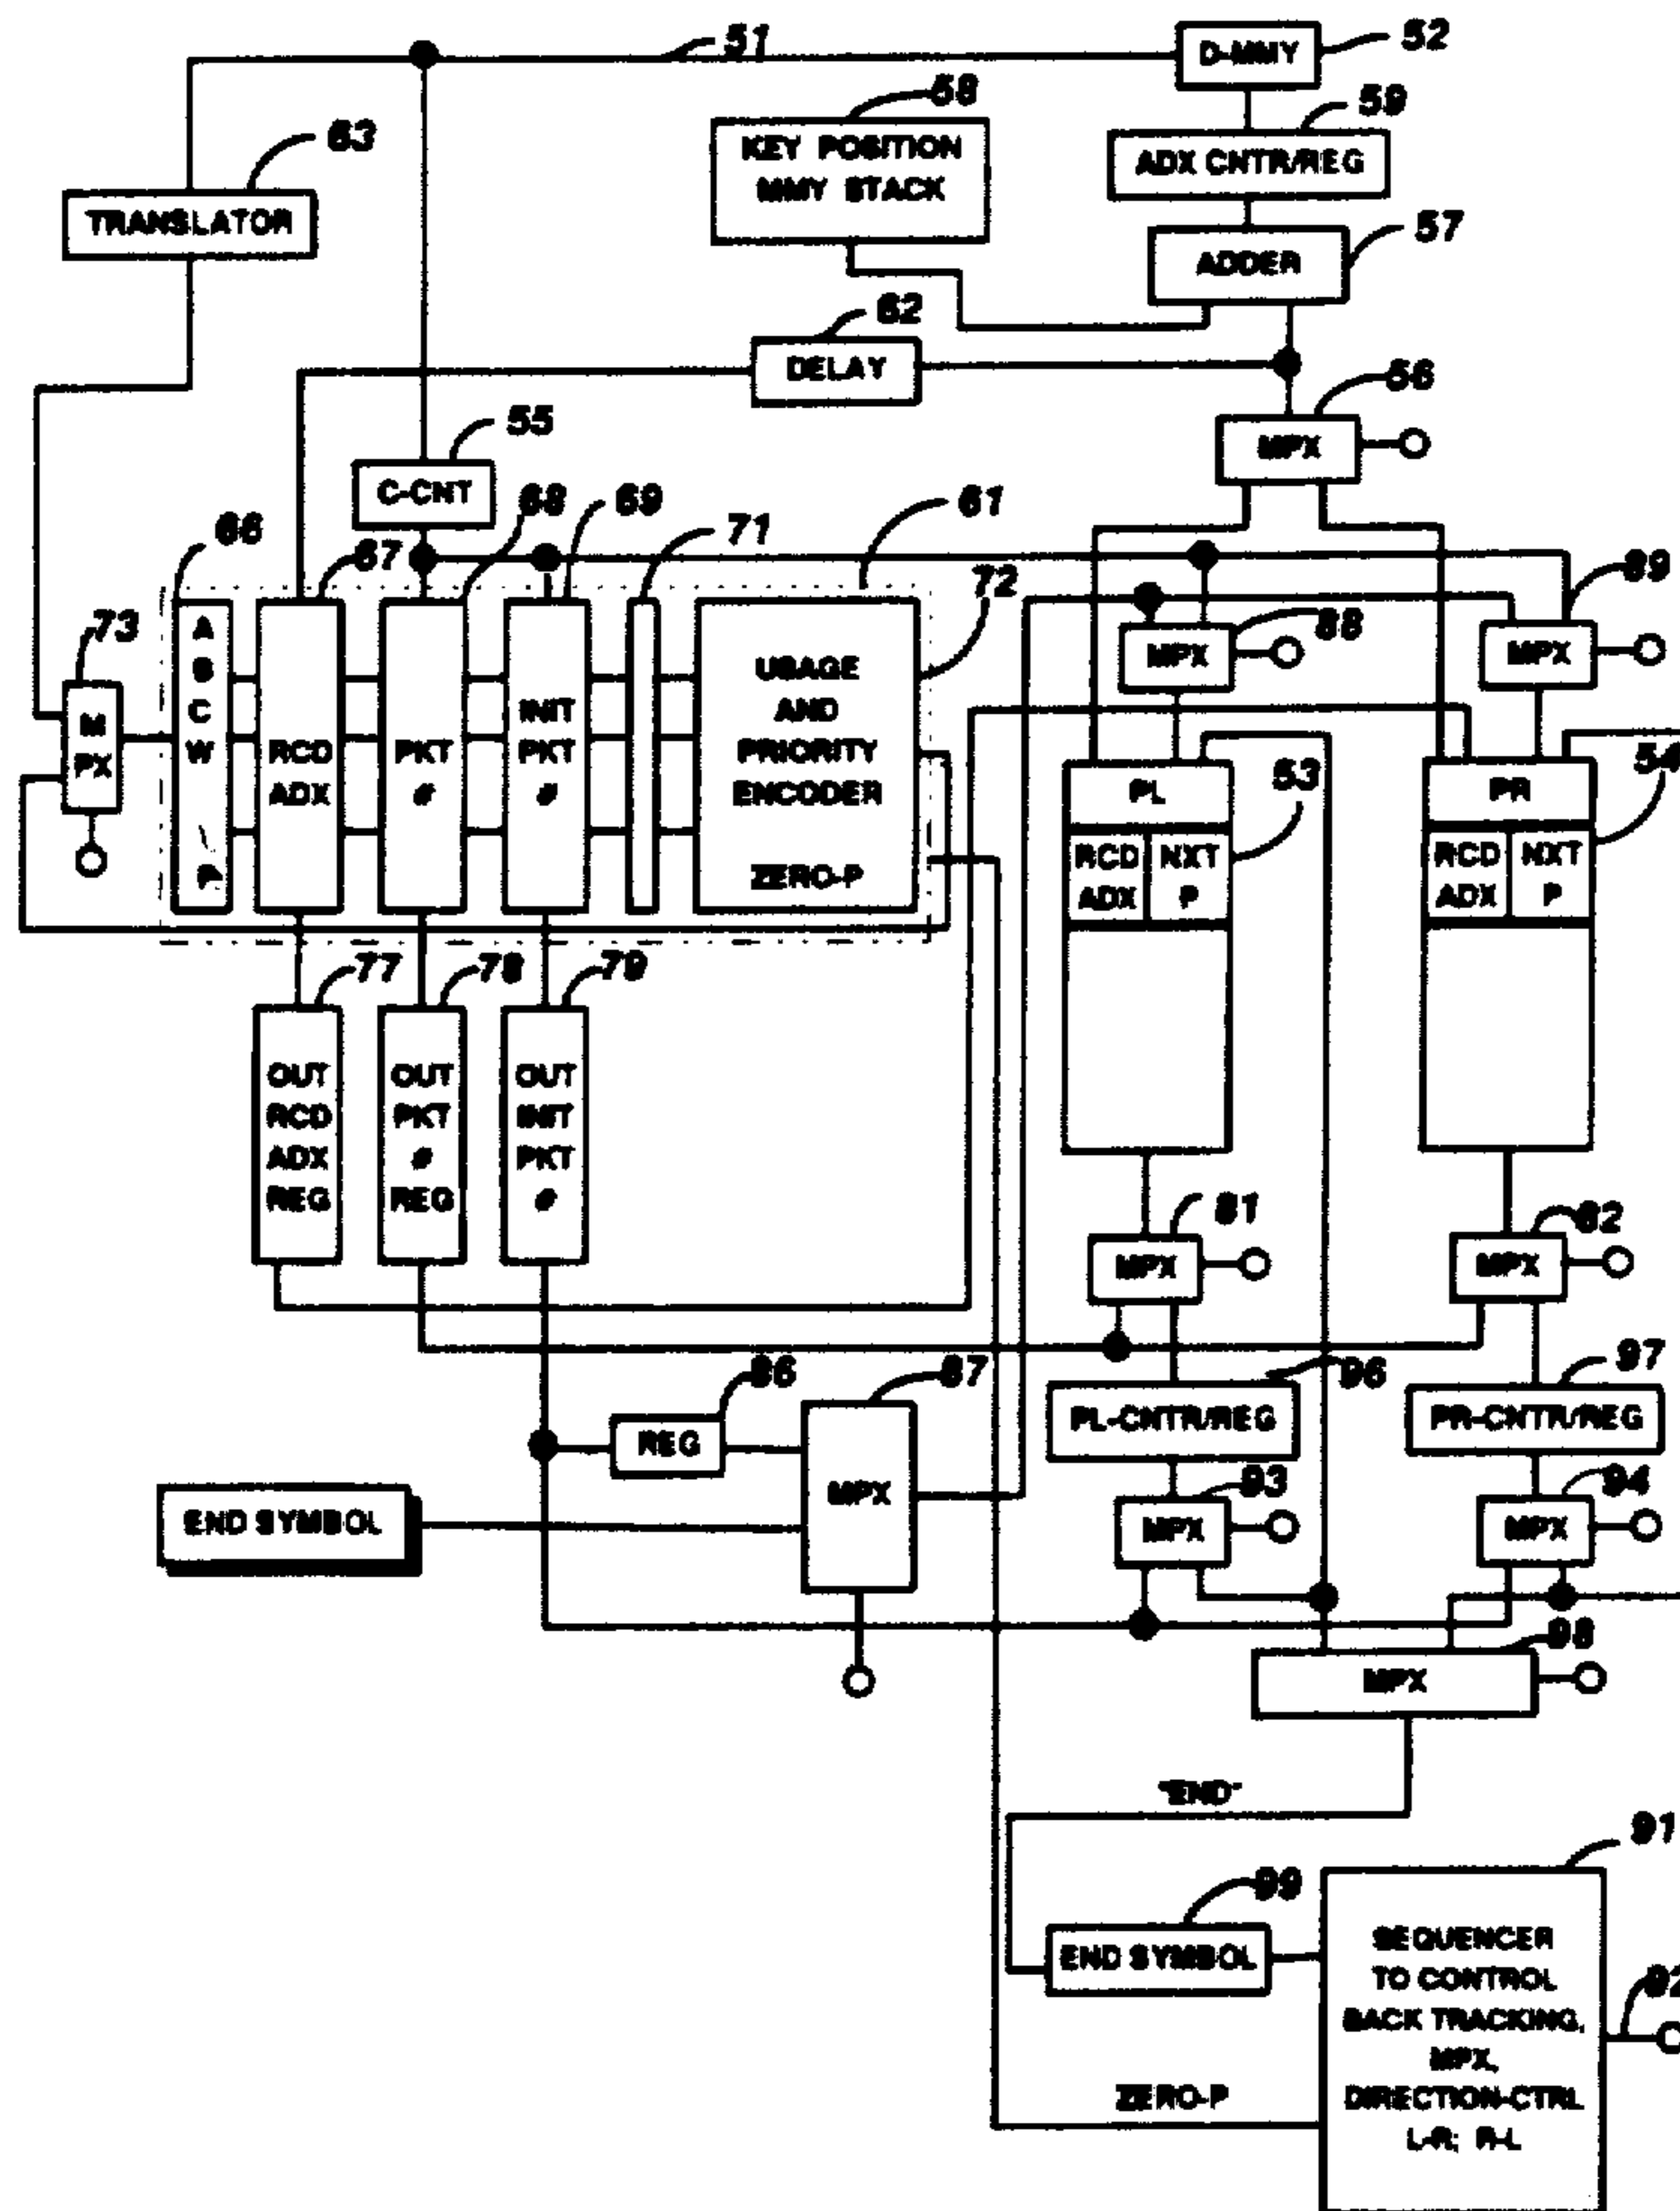 51
D-MMY
52
58
KEY POSITION
MMY STACK
59
ADX CNTR/REG
63
TRANSLATOR
57
ADDER
62
DELAY
56
MPX
55
C-CNT
66
67
68
69
71
61
72
73
M
PX
A
B
C
W
P
RCD
ADX
PKT
#
INIT
PKT
#
USAGE
AND
PRIORITY
ENCODER
ZERO-P
88
MPX
89
MPX
PL
53
RCD
ADX
NXT
P
PR
54
RCD
ADX
NXT
P
77
78
79
OUT
RCD
ADX
REG
OUT
PKT
#
REG
OUT
INIT
PKT
#
81
MPX
82
MPX
86
REG
87
MPX
END SYMBOL
96
PL-CNTR/REG
97
PR-CNTR/REG
93
MPX
94
MPX
98
MPX
"END"
99
END SYMBOL
91
SEQUENCER
TO CONTROL
BACK TRACKING,
MPX,
DIRECTION-CTRL
L-R; R-L
92
ZERO-P